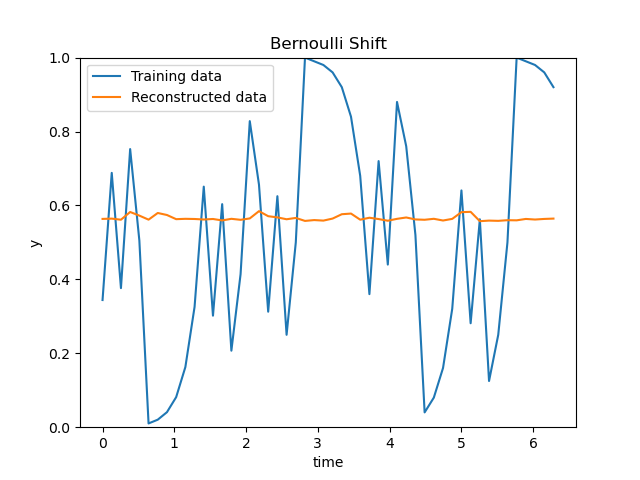 Bernoulli Shift
Training data
Reconstructed data
1.0
0.8
0.6
0.4
0.2
0.0
y
0 1 2 3 4 5 6
time